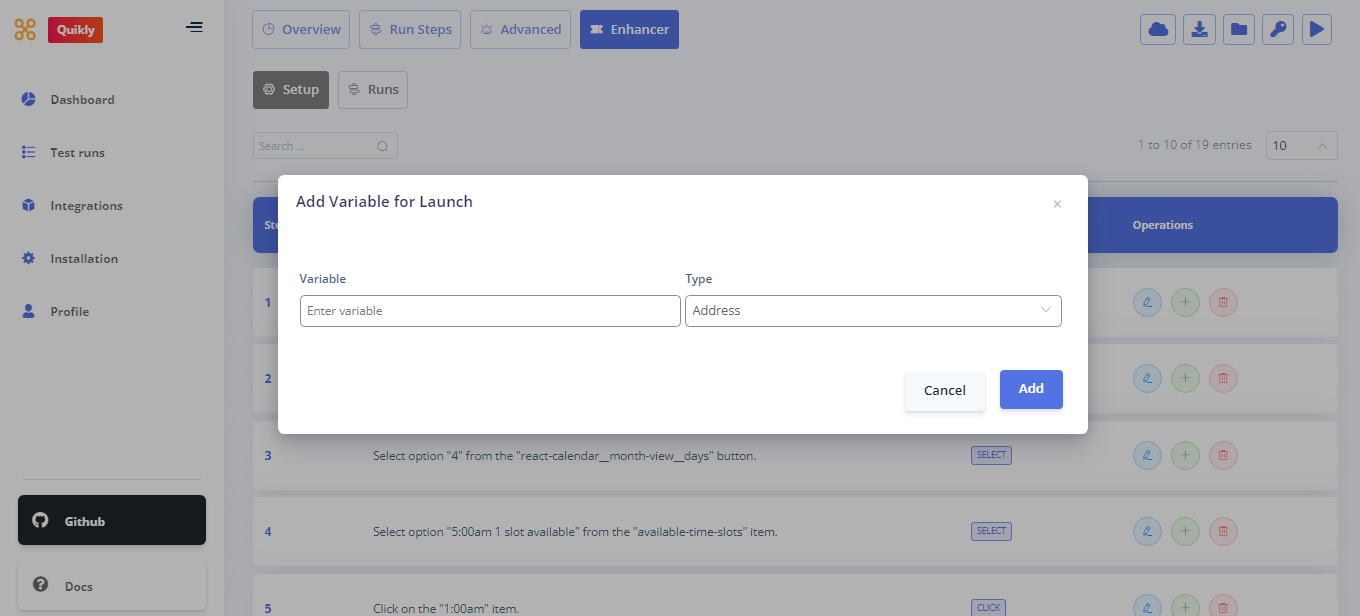 Quikly
Overview
Run Steps
Advanced
Enhancer
Dashboard
Test runs
Integrations
Installation
Profile
Github
Docs
Setup
Runs
Search ...
1 to 10 of 19 entries
10
Operations
Add Variable for Launch
×
Variable
Type
Enter variable
Address
Cancel
Add
1
2
3 Select option "4" from the "react-calendar__month-view__days" button. SELECT
4 Select option "5:00am 1 slot available" from the "available-time-slots" item. SELECT
5 Click on the "1:00am" item. CLICK